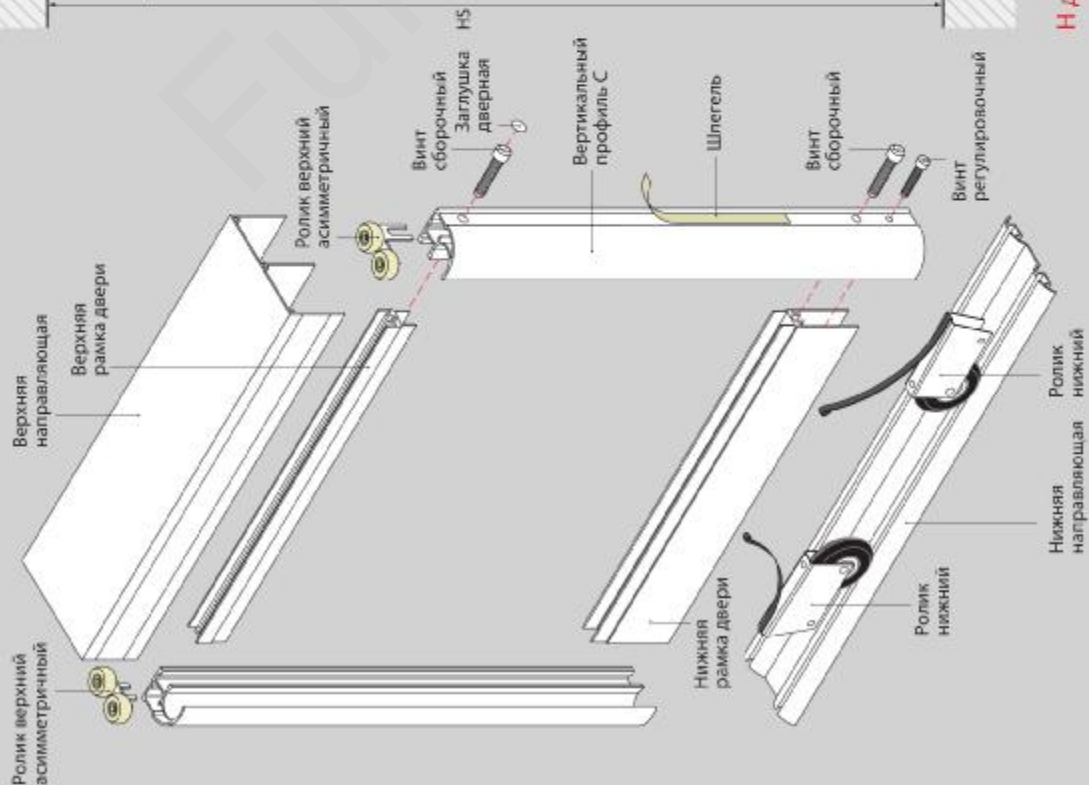 Ролик верхний
асимметричный
Верхняя
направляющая
Верхняя
рамка двери
Ролик верхний
асимметричный
Винт
сборочный
Заглушка
дверная
HS
Вертикальный
профиль С
Шлегель
Винт
сборочный
Винт
регулировочный
Нижняя
рамка двери
Ролик
нижний
Нижняя
направляющая
Ролик
нижний